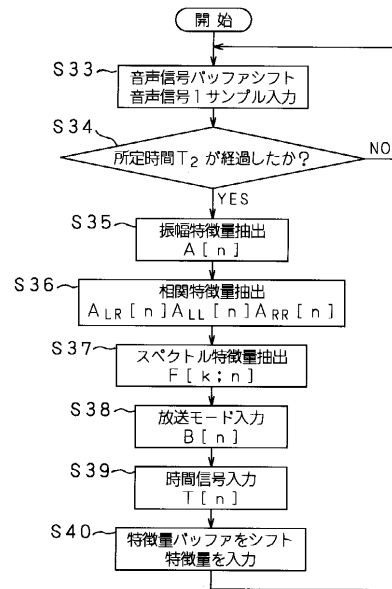 開始
S33
音声信号バッファシフト
音声信号1サンプル入力
S34
所定時間T₂が経過したか?
NO
YES
S35
振幅特徴量抽出
A[n]
S36
相関特徴量抽出
A_LR[n]A_LL[n]A_RR[n]
S37
スペクトル特徴量抽出
F[k;n]
S38
放送モード入力
B[n]
S39
時間信号入力
T[n]
S40
特徴量バッファをシフト
特徴量を入力